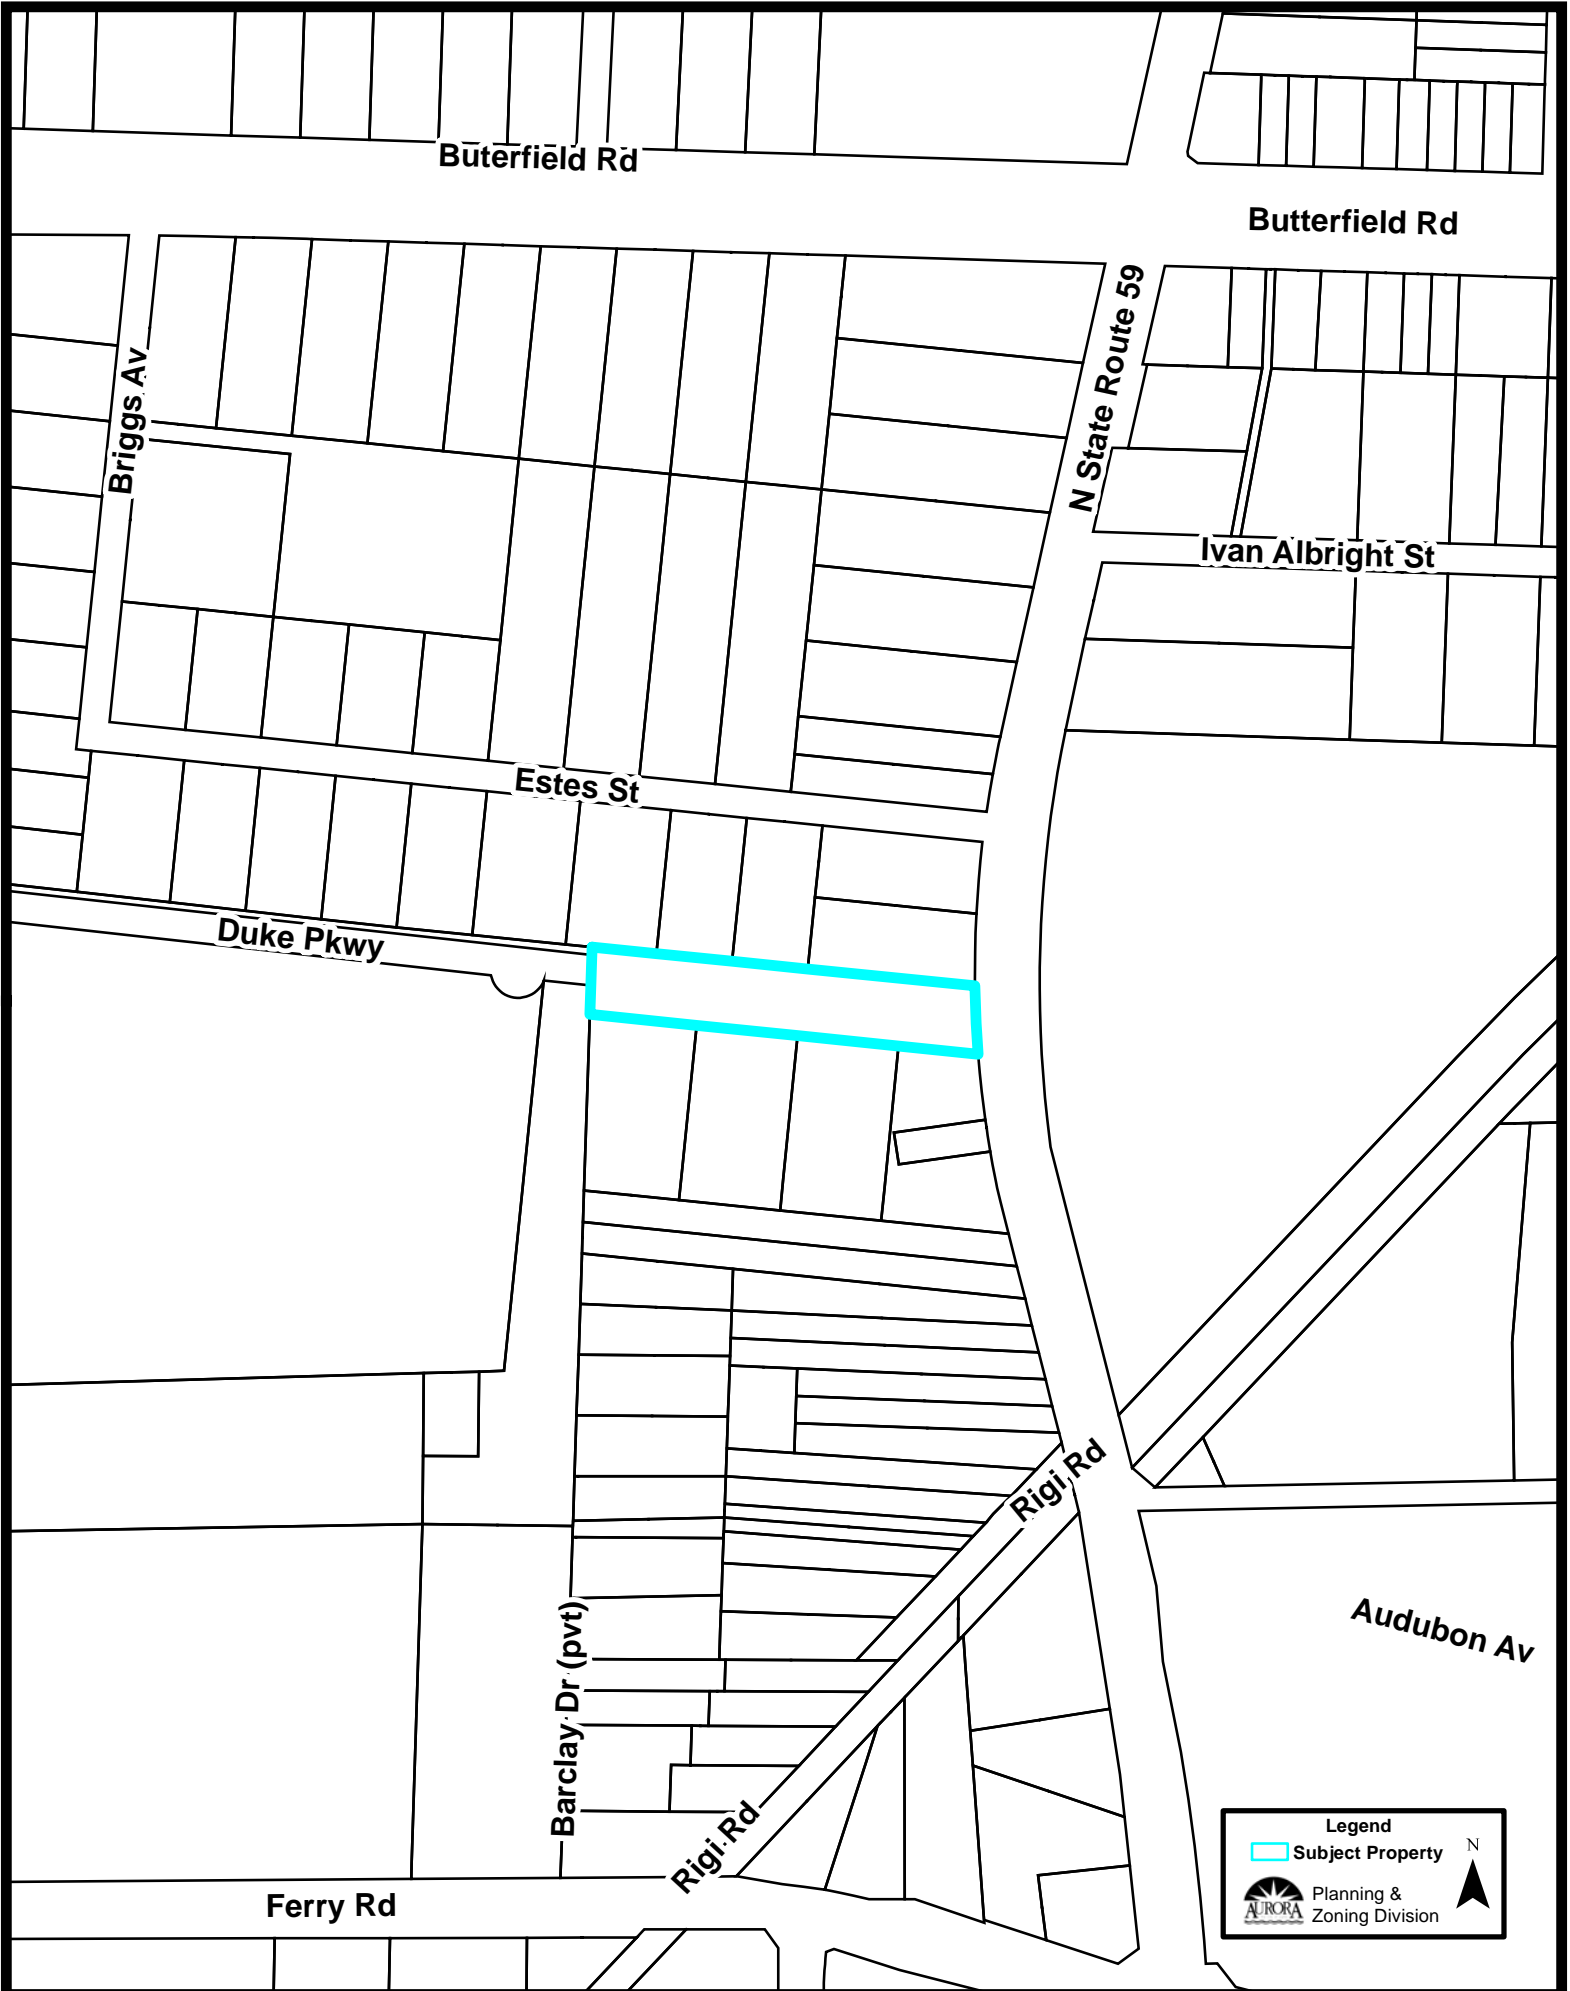 Buterfield Rd
Butterfield Rd
N State Route 59
Briggs Av
Ivan Albright St
Estes St
Duke Pkwy
Rigi Rd
Audubon Av
Barclay Dr (pvt)
Rigi Rd
Ferry Rd
Legend
Subject Property
N
AURORA
Planning &
Zoning Division